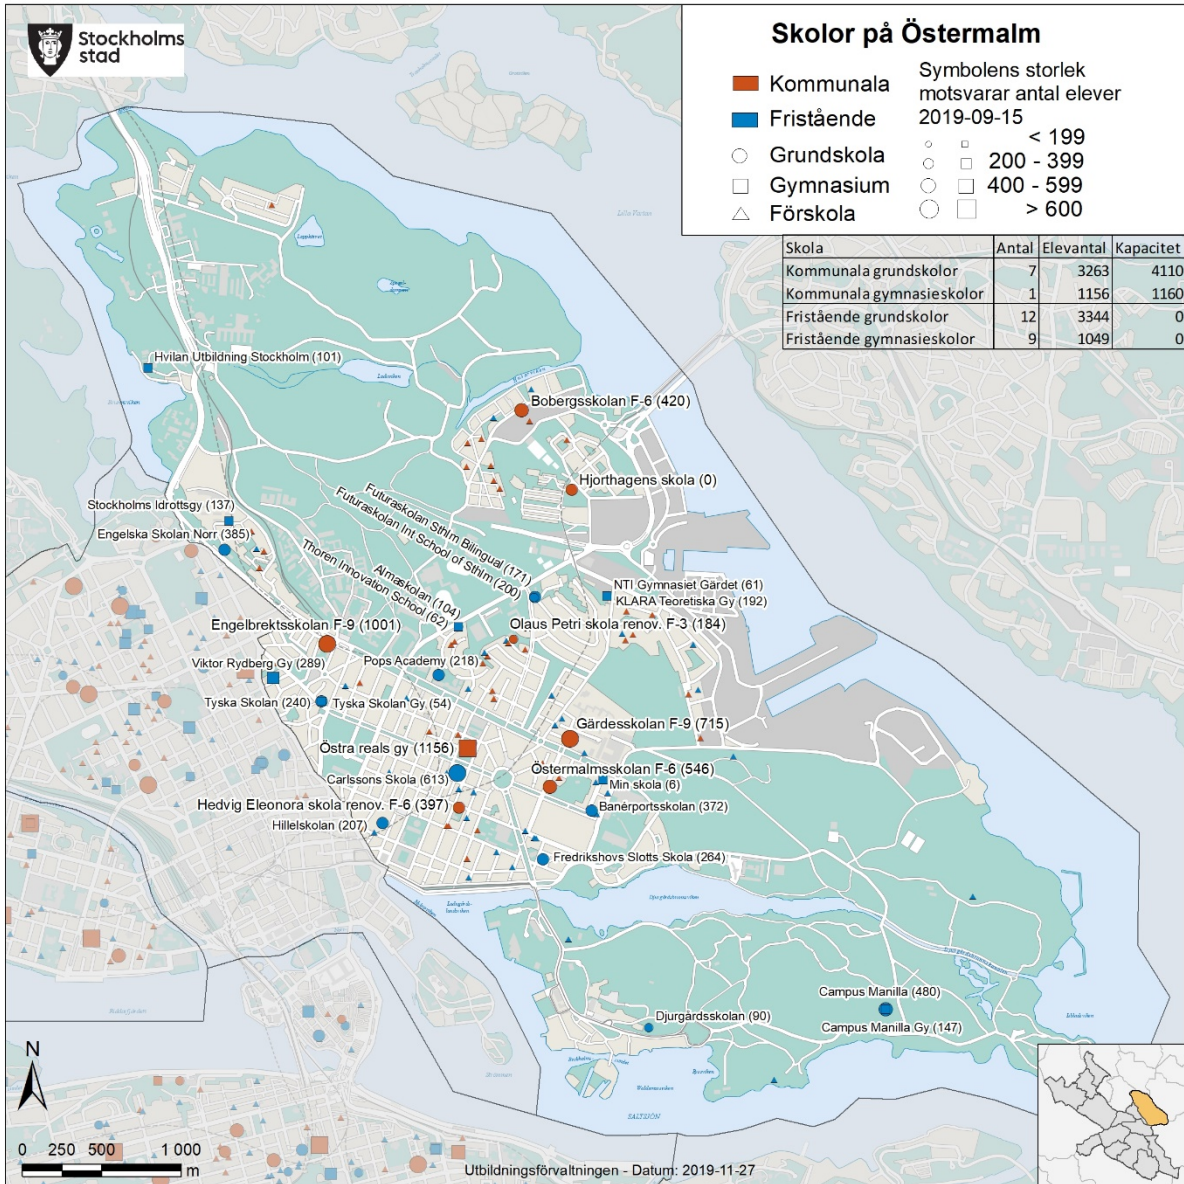 Stockholms
stad
Skolor på Östermalm
Kommunala
Fristående
Grundskola
Gymnasium
Förskola
Symbolens storlek
motsvarar antal elever
2019-09-15
< 199
200 - 399
400 - 599
> 600
Skola Antal Elevantal Kapacitet
Kommunala grundskolor 7 3263 4110
Kommunala gymnasieskolor 1 1156 1160
Fristående grundskolor 12 3344 0
Fristående gymnasieskolor 9 1049 0
Lilla Värtan
Hvilan Utbildning Stockholm (101)
Bobergsskolan F-6 (420)
Hjorthagens skola (0)
Stockholms Idrottsgy (137)
Engelska Skolan Norr (385)
Futuraskolan Sthlm Bilingual (171)
Futuraskolan Int School of Sthlm (200)
Almaskolan (104)
Thoren Innovation School (62)
NTI Gymnasiet Gärdet (61)
KLARA Teoretiska Gy (192)
Olaus Petri skola renov. F-3 (184)
Engelbrektsskolan F-9 (1001)
Viktor Rydberg Gy (289)
Pops Academy (218)
Tyska Skolan (240)
Tyska Skolan Gy (54)
Gärdesskolan F-9 (715)
Östra reals gy (1156)
Östermalmsskolan F-6 (546)
Carlssons Skola (613)
Min skola (6)
Hedvig Eleonora skola renov. F-6 (397)
Banérportsskolan (372)
Hillelskolan (207)
Fredrikshovs Slotts Skola (264)
Djurgårdsbrunnsviken
Campus Manilla (480)
Djurgårdsskolan (90)
Campus Manilla Gy (147)
SALTSJÖN
N
0 250 500 1 000
m
Utbildningsförvaltningen - Datum: 2019-11-27